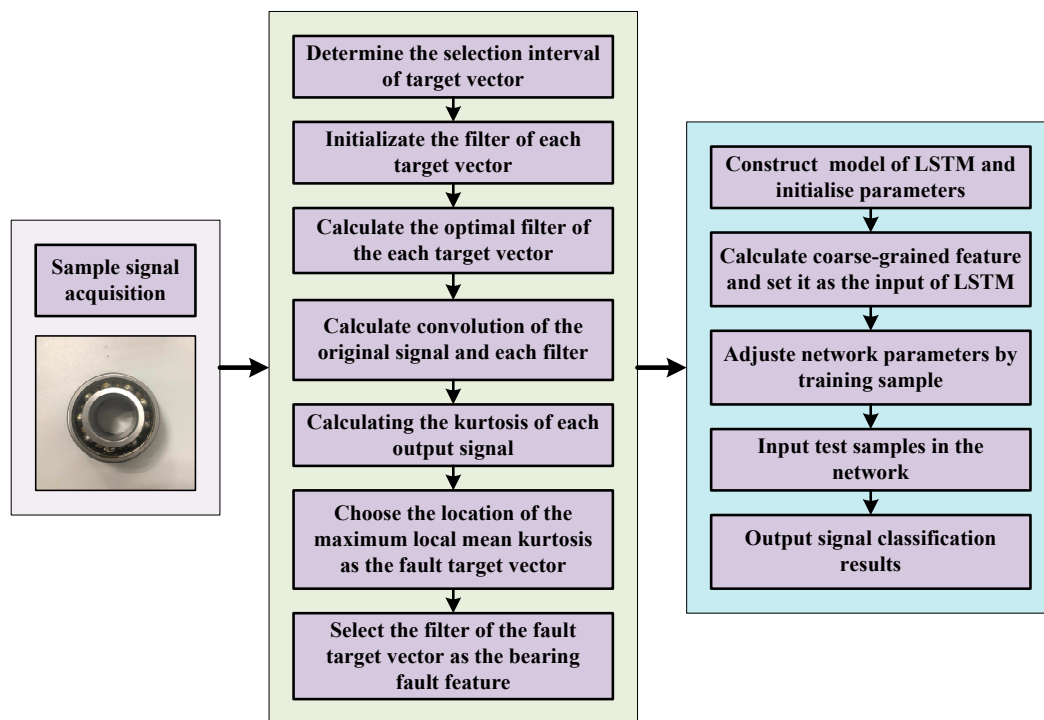 Sample signal
acquisition
Determine the selection interval
of target vector
Initializate the filter of each
target vector
Calculate the optimal filter of
the each target vector
Calculate convolution of the
original signal and each filter
Calculating the kurtosis of each
output signal
Choose the location of the
maximum local mean kurtosis
as the fault target vector
Select the filter of the fault
target vector as the bearing
fault feature
Construct model of LSTM and
initialise parameters
Calculate coarse-grained feature
and set it as the input of LSTM
Adjuste network parameters by
training sample
Input test samples in the
network
Output signal classification
results